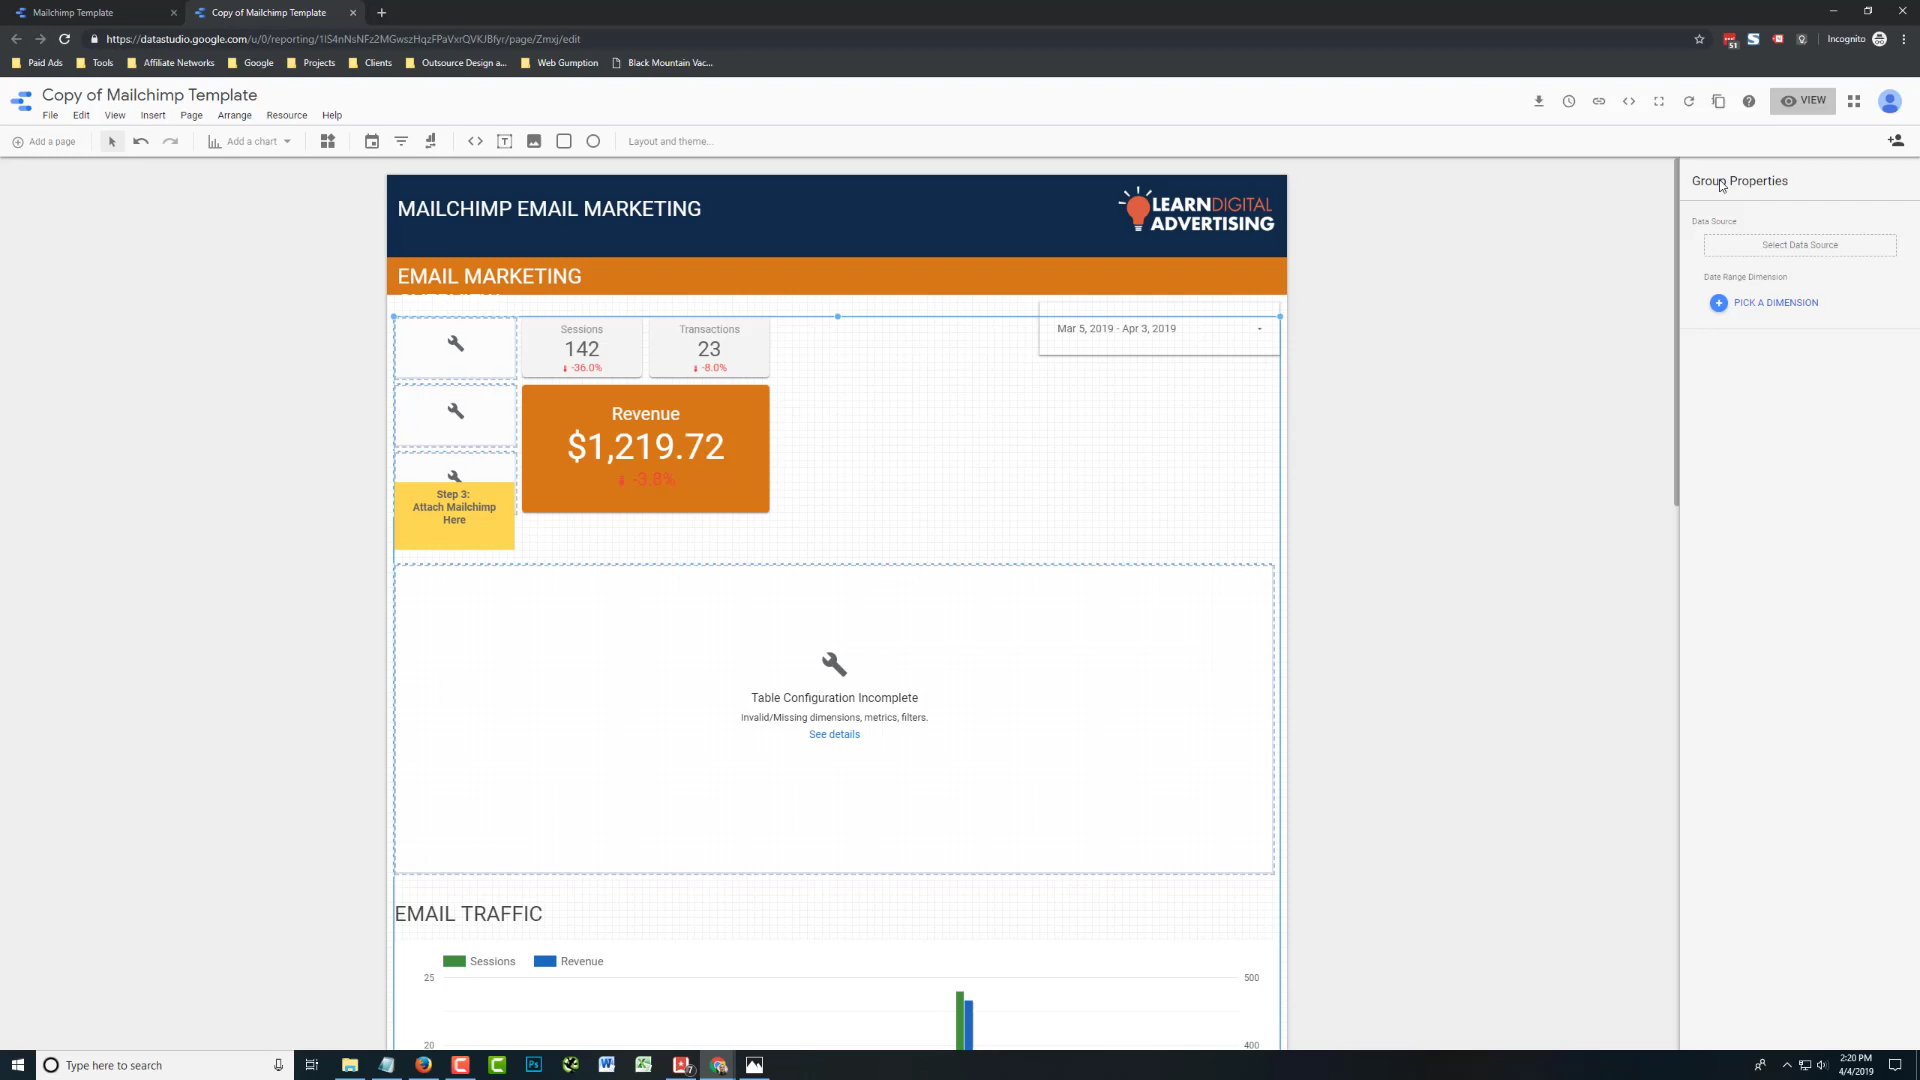 Mailchimp Template
Copy of Mailchimp Template
https://datastudio.google.com/u/0/reporting/1IS4nNsNFz2MGwszHqzFPaVxrQVKJBfyr/page/Zmxj/edit
51
Incognito
Paid Ads
Tools
Affiliate Networks
Google
Projects
Clients
Outsource Design a...
Web Gumption
Black Mountain Vac...
Copy of Mailchimp Template
File
Edit
View
Insert
Page
Arrange
Resource
Help
VIEW
Add a page
Add a chart
Layout and theme...
MAILCHIMP EMAIL MARKETING
LEARNDIGITAL
ADVERTISING
EMAIL MARKETING
Group Properties
Data Source
Select Data Source
Date Range Dimension
PICK A DIMENSION
Sessions
142
-36.0%
Transactions
23
-8.0%
Mar 5, 2019 - Apr 3, 2019
Revenue
$1,219.72
-3.8%
Step 3:
Attach Mailchimp
Here
Table Configuration Incomplete
Invalid/Missing dimensions, metrics, filters.
See details
EMAIL TRAFFIC
Sessions
Revenue
25
500
20
400
Type here to search
7
2:20 PM
4/4/2019